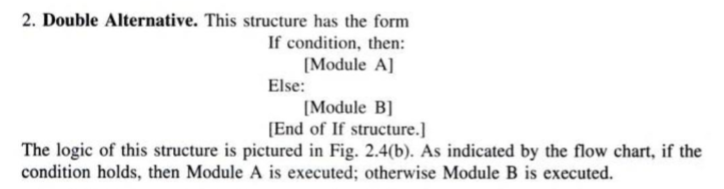 2. Double Alternative. This structure has the form
If condition, then:
[Module A]
Else:
[Module B]
[End of If structure.]
The logic of this structure is pictured in Fig. 2.4(b). As indicated by the flow chart, if the
condition holds, then Module A is executed; otherwise Module B is executed.